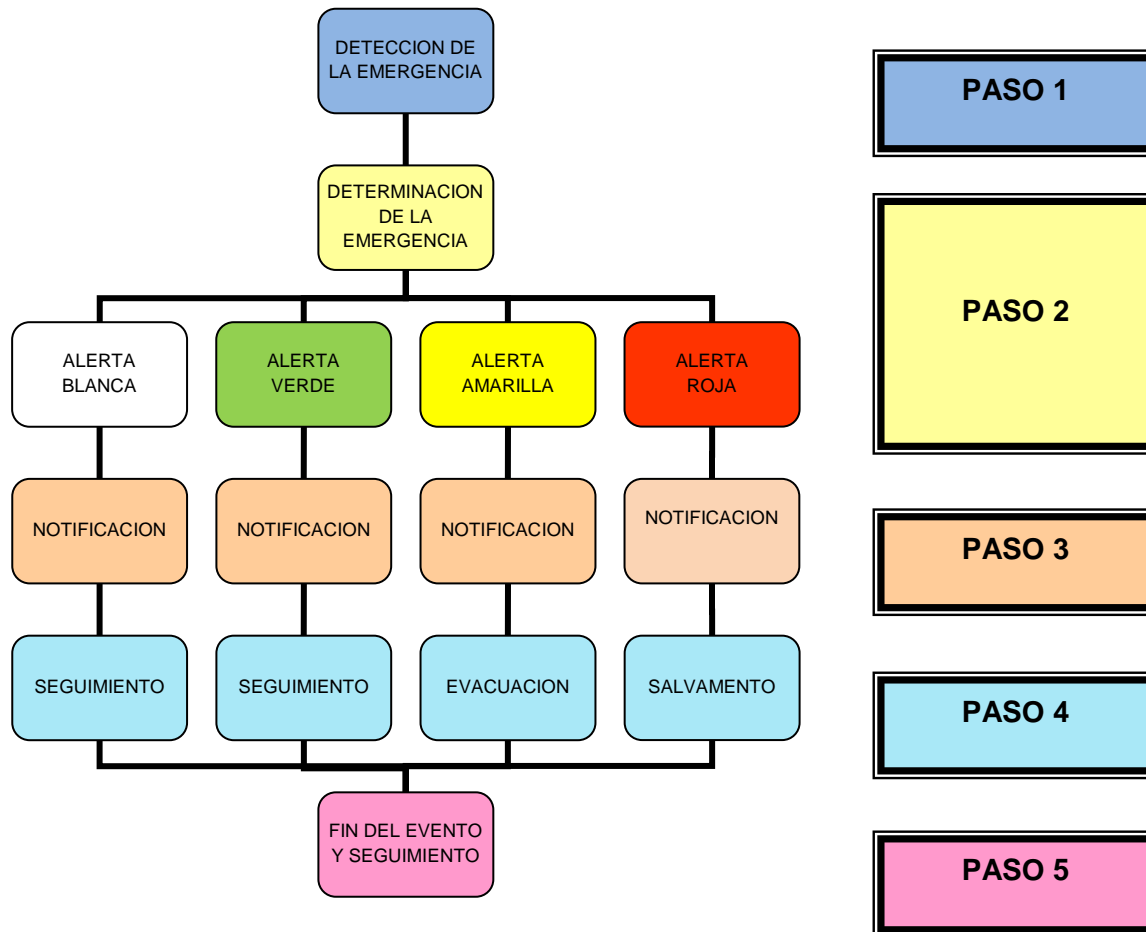 DETECCION DE
LA EMERGENCIA
PASO 1
DETERMINACION
DE LA
EMERGENCIA
PASO 2
ALERTA
BLANCA
ALERTA
VERDE
ALERTA
AMARILLA
ALERTA
ROJA
NOTIFICACION
NOTIFICACION
NOTIFICACION
NOTIFICACION
PASO 3
SEGUIMIENTO
SEGUIMIENTO
EVACUACION
SALVAMENTO
PASO 4
FIN DEL EVENTO
Y SEGUIMIENTO
PASO 5